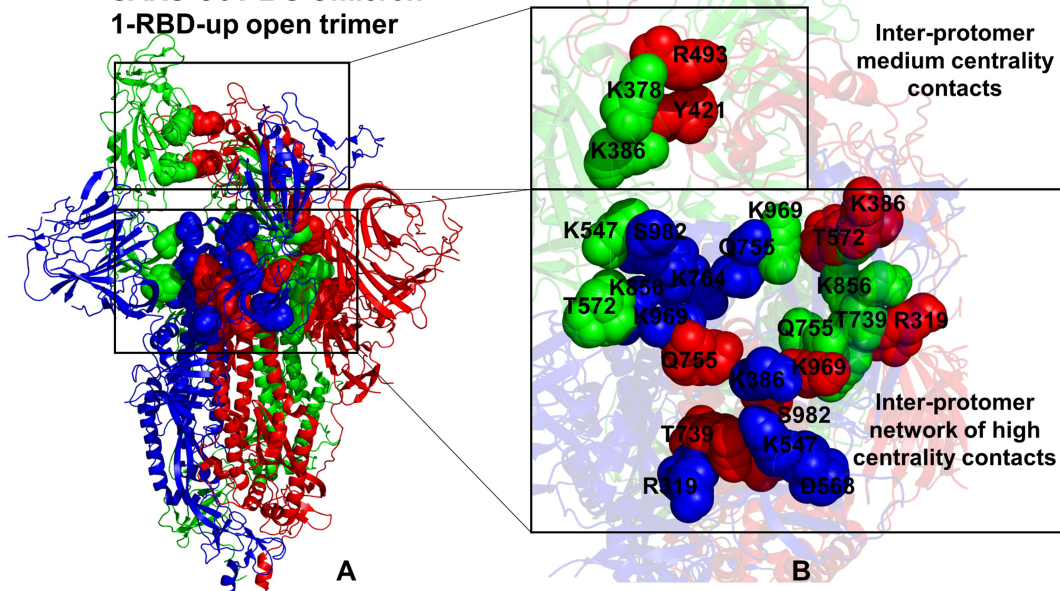 1-RBD-up open trimer
Inter-protomer
medium centrality
contacts
R493
K378
Y421
K386
K386
K969
K547
S982
Q755
T572
K764
K856
K858
T572
K969
Q755
T739
R319
Q755
K969
K386
S982
Inter-protomer
network of high
centrality contacts
T739
K547
R319
D568
A
B